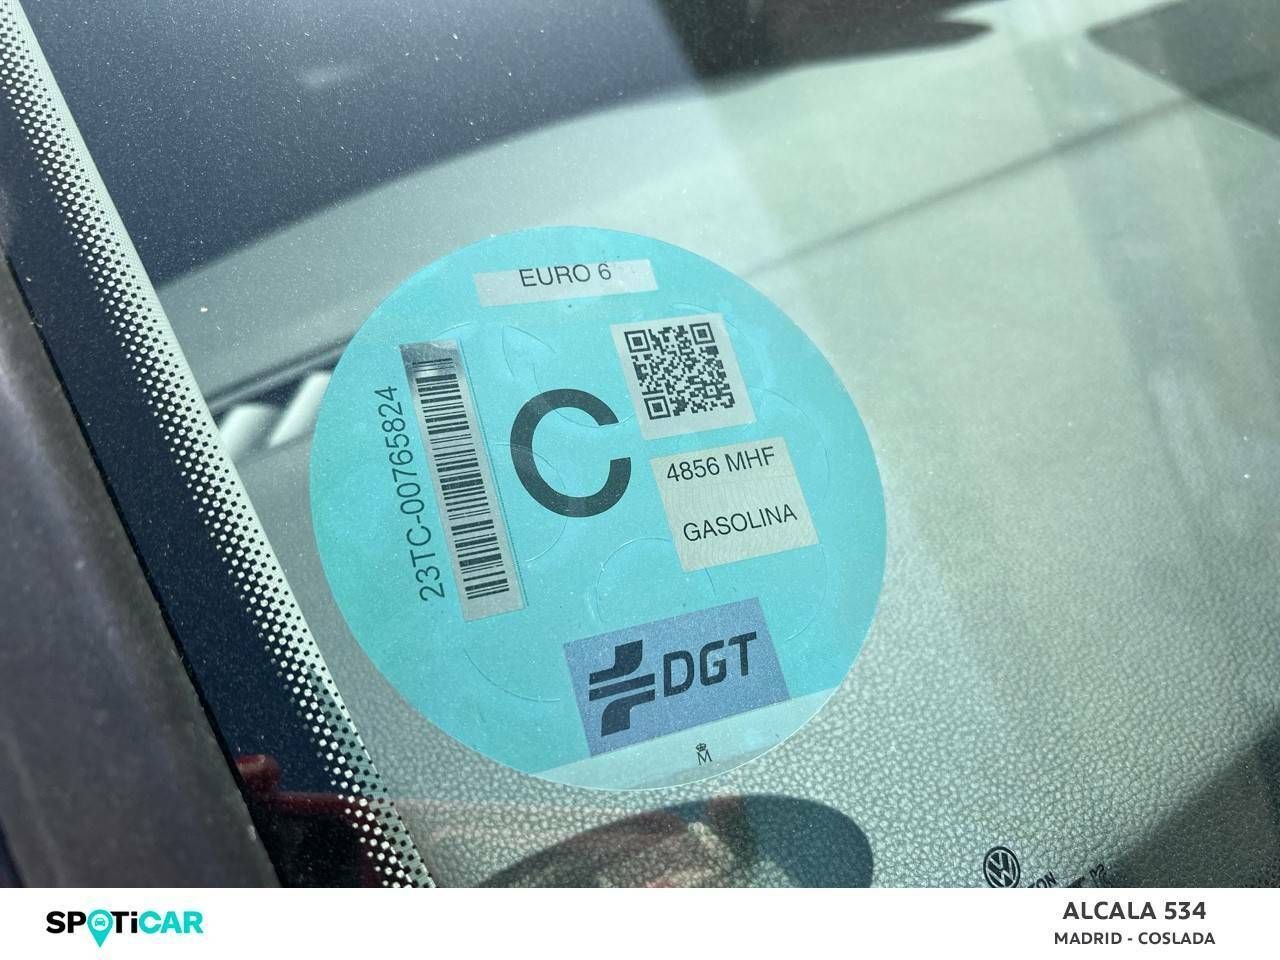 EURO 6
23TC-00765824
C
4856 MHF
GASOLINA
DGT
M
SPOTiCAR
ALCALA 534
MADRID - COSLADA